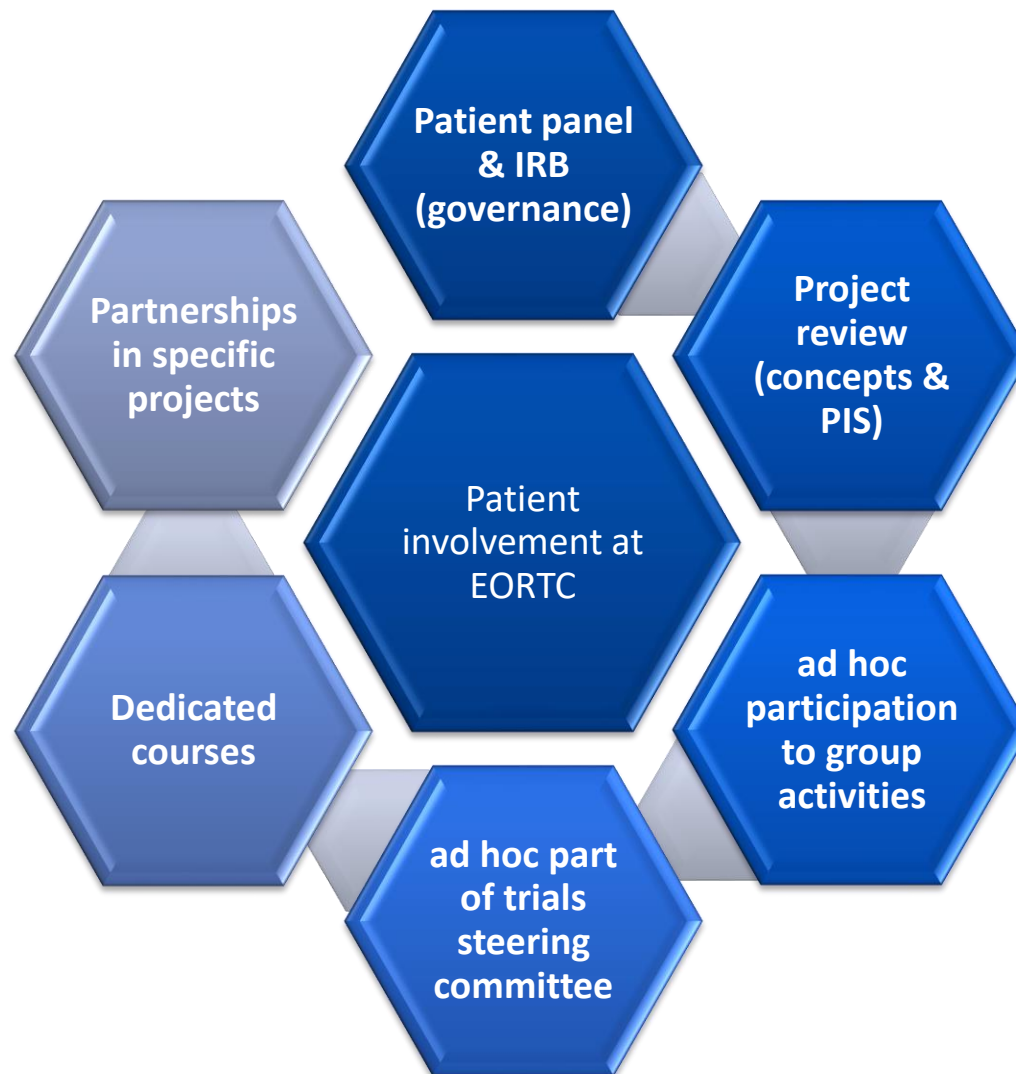 Patient panel
& IRB
(governance)
Project
review
(concepts &
PIS)
ad hoc
participation
to group
activities
ad hoc part
of trials
steering
committee
Dedicated
courses
Partnerships
in specific
projects
Patient
involvement at
EORTC